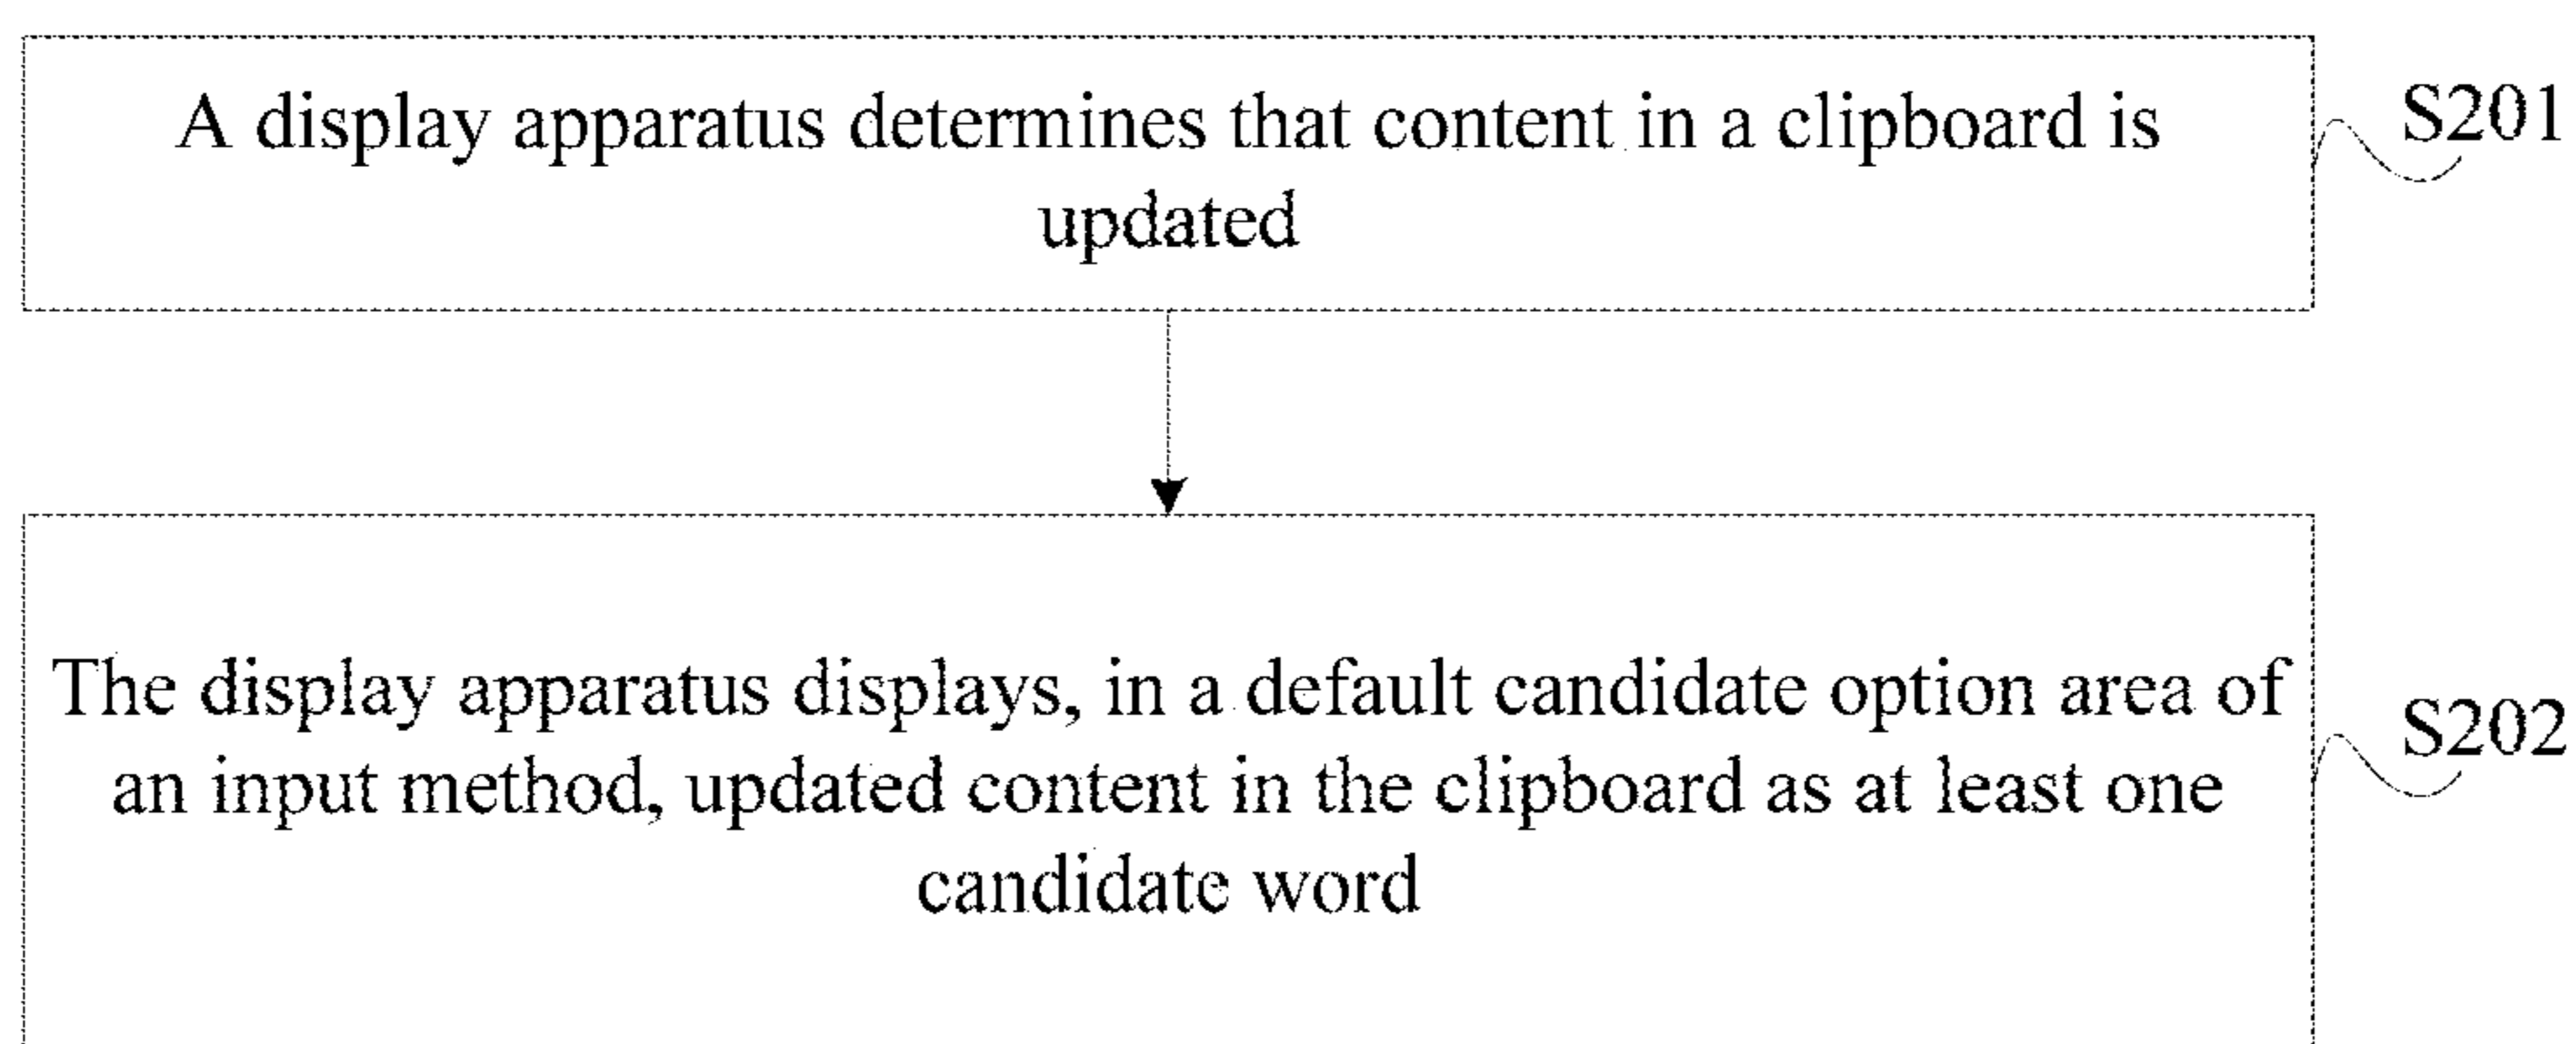 A display apparatus determines that content in a clipboard is
updated
S201
The display apparatus displays, in a default candidate option area of
an input method, updated content in the clipboard as at least one
candidate word
S202